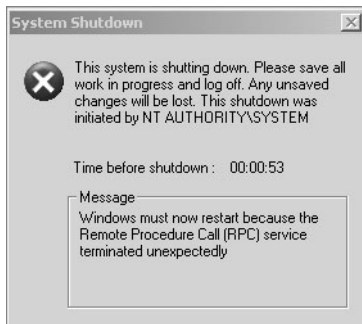 System Shutdown
This system is shutting down. Please save all
work in progress and log off. Any unsaved
changes will be lost. This shutdown was
initiated by NT AUTHORITY\SYSTEM
Time before shutdown : 00:00:53
Message
Windows must now restart because the
Remote Procedure Call (RPC) service
terminated unexpectedly